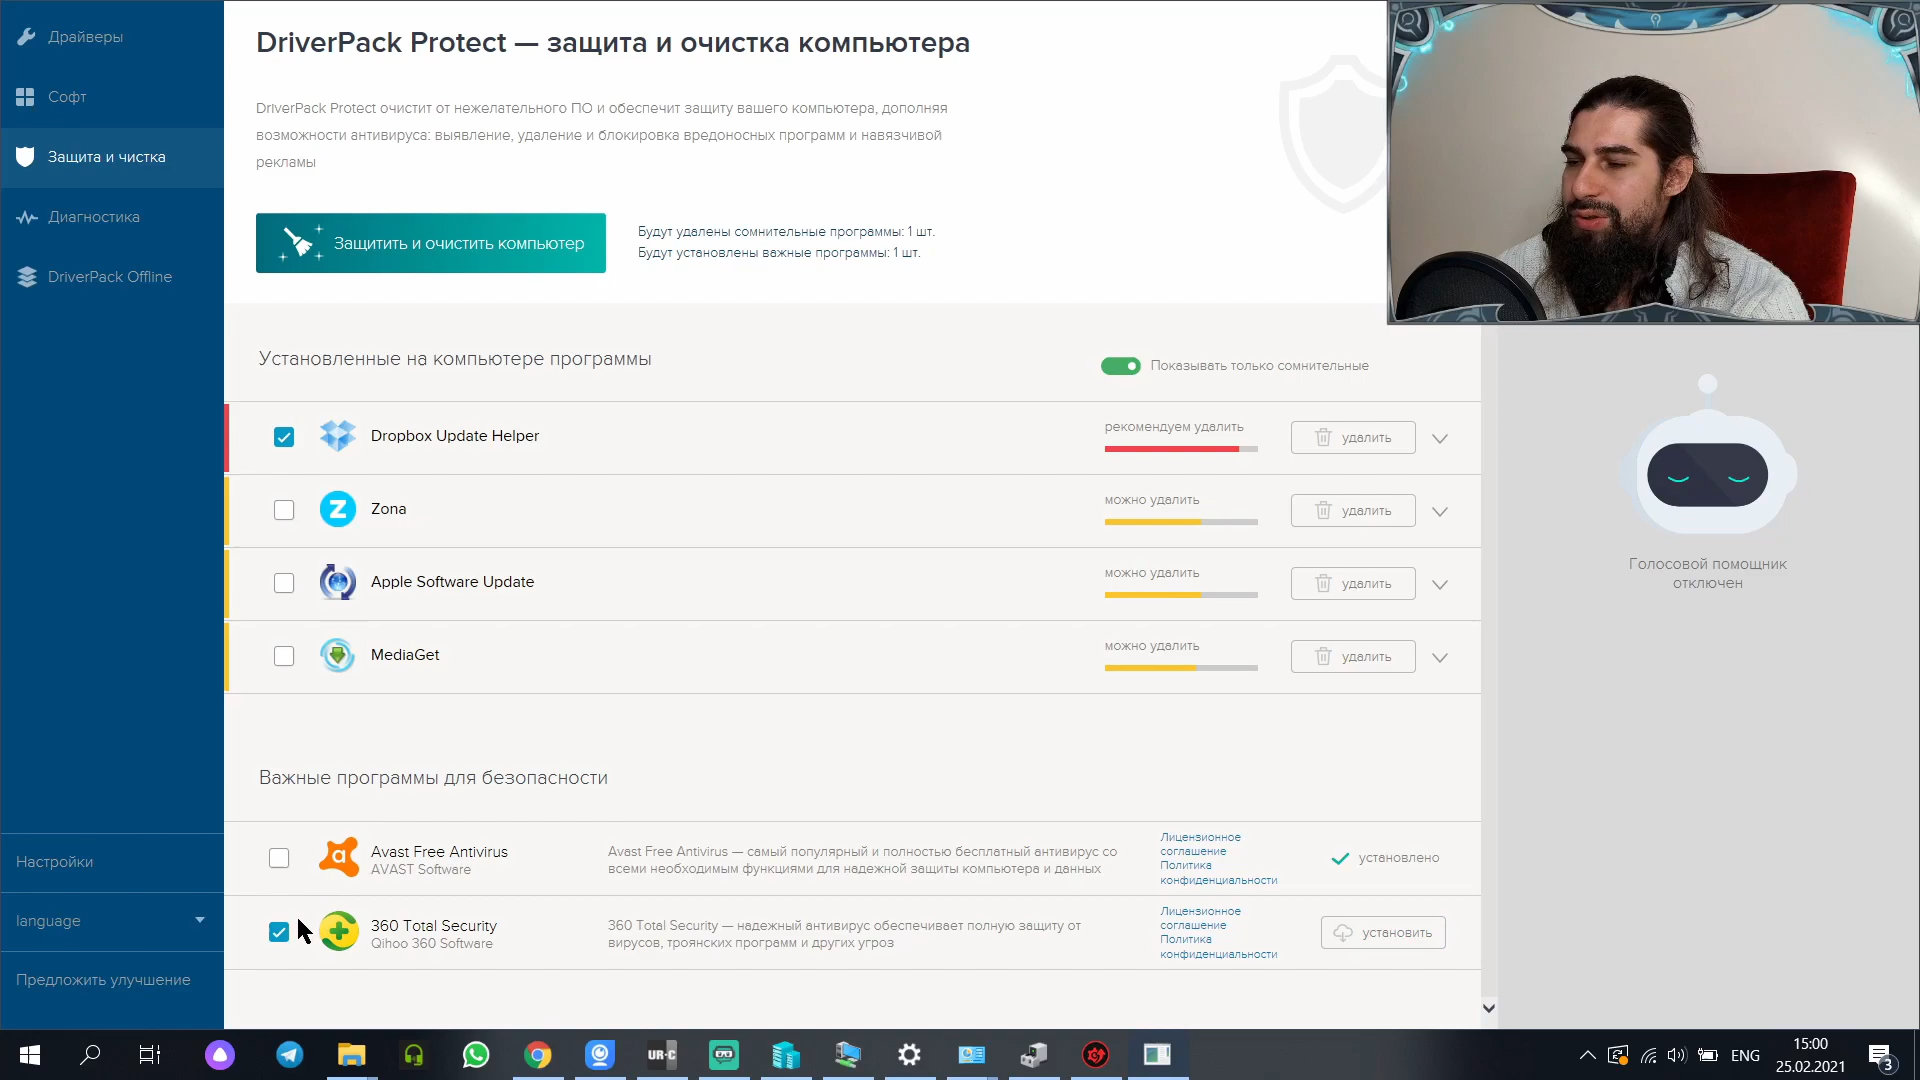 Драйверы
Софт
Защита и чистка
Диагностика
DriverPack Offline
Настройки
language
Предложить улучшение
DriverPack Protect — защита и очистка компьютера
DriverPack Protect очистит от нежелательного ПО и обеспечит защиту вашего компьютера, дополняя
возможности антивируса: выявление, удаление и блокировка вредоносных программ и навязчивой
рекламы
Защитить и очистить компьютер
Будут удалены сомнительные программы: 1 шт.
Будут установлены важные программы: 1 шт.
Установленные на компьютере программы
Показывать только сомнительные
Dropbox Update Helper
рекомендуем удалить
удалить
Zona
можно удалить
удалить
Apple Software Update
можно удалить
удалить
MediaGet
можно удалить
удалить
Голосовой помощник
отключен
Важные программы для безопасности
Avast Free Antivirus
AVAST Software
Avast Free Antivirus — самый популярный и полностью бесплатный антивирус со
всеми необходимым функциями для надежной защиты компьютера и данных
Лицензионное
соглашение
Политика
конфиденциальности
установлено
360 Total Security
Qihoo 360 Software
360 Total Security — надежный антивирус обеспечивает полную защиту от
вирусов, троянских программ и других угроз
Лицензионное
соглашение
Политика
конфиденциальности
установить
UR-C
ENG
15:00
25.02.2021
3